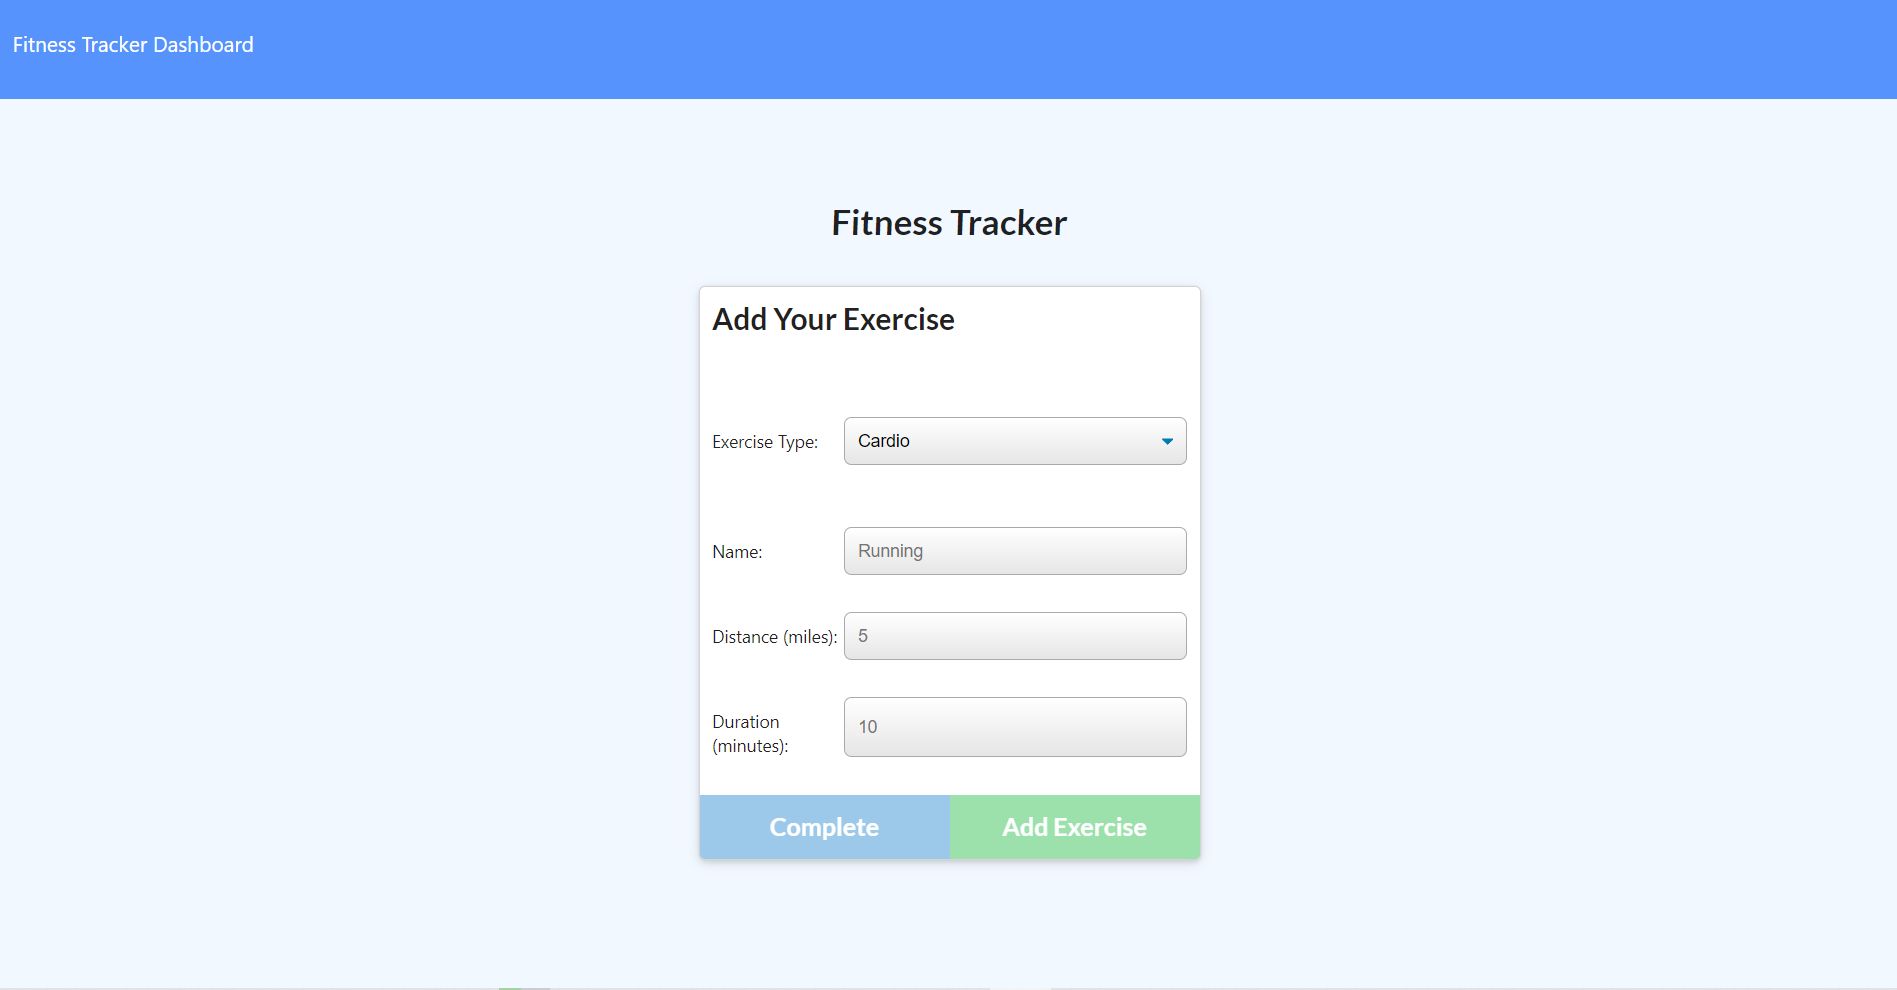 Fitness Tracker Dashboard
Fitness Tracker
Add Your Exercise
Exercise Type: Cardio
Name: Running
Distance (miles): 5
Duration
(minutes): 10
Complete Add Exercise